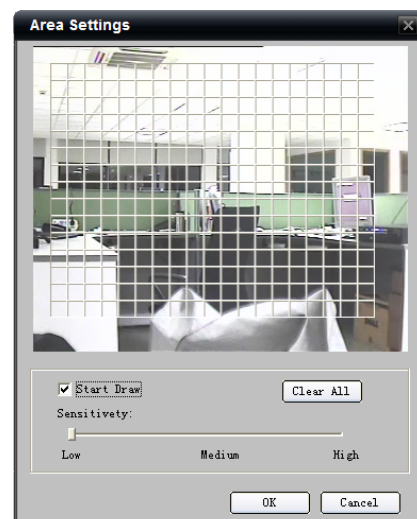 Area Settings
Start Draw
Clear All
Sensitivety:
Low Medium High
OK Cancel